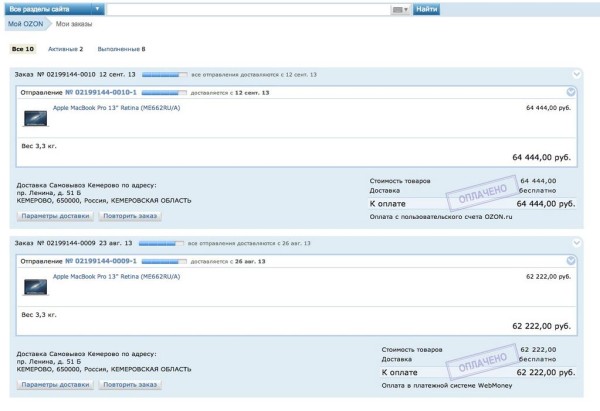 Все разделы сайта
Найти
Мой OZON Мои заказы
Все 10 Активные 2 Выполненные 8
Заказ № 02199144-0010 12 сент. 13 все отправления доставляются с 12 сент. 13
Отправление № 02199144-0010-1 доставляется с 12 сент. 13
Apple MacBook Pro 13" Retina (ME662RU/A) 64 444,00 руб.
Вес 3,3 кг.
64 444,00 руб.
Доставка Самовывоз Кемерово по адресу:
пр. Ленина, д. 51 Б
КЕМЕРОВО, 650000, Россия, КЕМЕРОВСКАЯ ОБЛАСТЬ
Параметры доставки Повторить заказ
Стоимость товаров 64 444,00
Доставка бесплатно
ОПЛАЧЕНО
К оплате 64 444,00 руб.
Оплата с пользовательского счета OZON.ru
Заказ № 02199144-0009 23 авг. 13 все отправления доставляются с 26 авг. 13
Отправление № 02199144-0009-1 доставляется с 26 авг. 13
Apple MacBook Pro 13" Retina (ME662RU/A) 62 222,00 руб.
Вес 3,3 кг.
62 222,00 руб.
Доставка Самовывоз Кемерово по адресу:
пр. Ленина, д. 51 Б
КЕМЕРОВО, 650000, Россия, КЕМЕРОВСКАЯ ОБЛАСТЬ
Параметры доставки Повторить заказ
Стоимость товаров 62 222,00
Доставка бесплатно
ОПЛАЧЕНО
К оплате 62 222,00 руб.
Оплата в платежной системе WebMoney